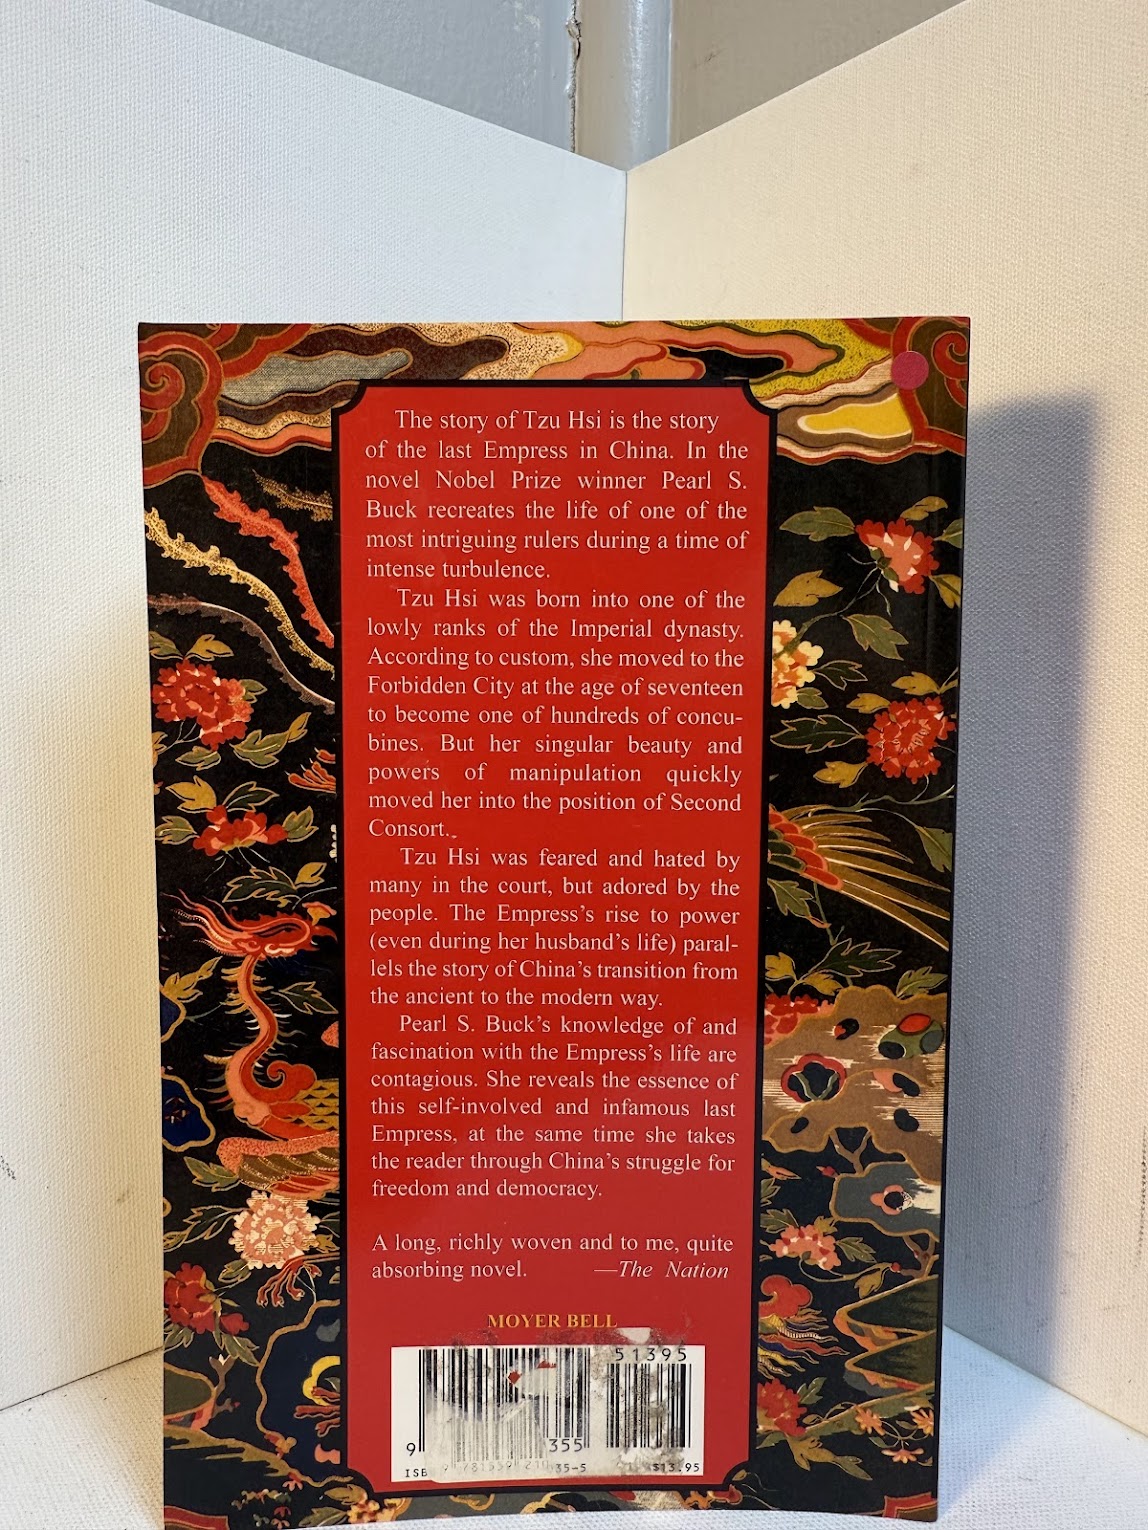 The story of Tzu Hsi is the story
of the last Empress in China. In the
novel Nobel Prize winner Pearl S.
Buck recreates the life of one of the
most intriguing rulers during a time of
intense turbulence.
Tzu Hsi was born into one of the
lowly ranks of the Imperial dynasty.
According to custom, she moved to the
Forbidden City at the age of seventeen
to become one of hundreds of concu-
bines. But her singular beauty and
powers of manipulation quickly
moved her into the position of Second
Consort.
Tzu Hsi was feared and hated by
many in the court, but adored by the
people. The Empress's rise to power
(even during her husband's life) paral-
lels the story of China's transition from
the ancient to the modern way.
Pearl S. Buck's knowledge of and
fascination with the Empress's life are
contagious. She reveals the essence of
this self-involved and infamous last
Empress, at the same time she takes
the reader through China's struggle for
freedom and democracy.
A long, richly woven and to me, quite
absorbing novel. —The Nation
MOYER BELL
51395
9 355
35-5 $13.95